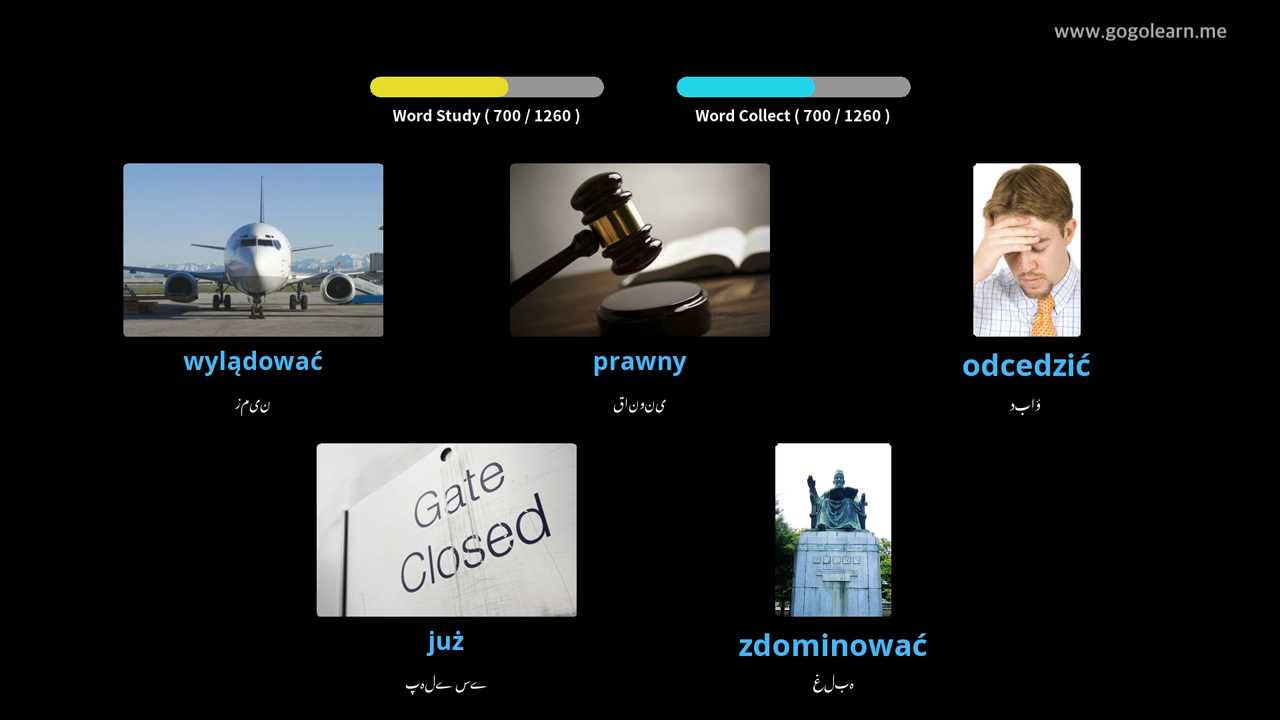 www.gogolearn.me
Word Study ( 700 / 1260 )
Word Collect ( 700 / 1260 )
wylądować
prawny
odcedzić
زمین
قانونی
دباؤ
Gate
Closed
już
zdominować
پہلے سے
غلبہ